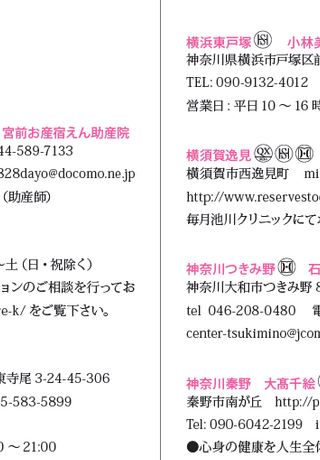 宮前お産宿えん助産院
44-589-7133
828dayo@docomo.ne.jp
（助産師）
～土（日・祝除く）
ションのご相談を行ってお
e-k/ をご覧下さい。
東寺尾 3-24-45-306
5-583-5899
0 ～ 21:00
横浜東戸塚 小林美
神奈川県横浜市戸塚区前
TEL: 090-9132-4012
営業日 : 平日 10 ～ 16 時
横須賀逸見
横須賀市西逸見町 mi
http://www.reservesto
毎月池川クリニックにて
神奈川つきみ野 石
神奈川大和市つきみ野 8
tel 046-208-0480 電
center-tsukimino@jcom
神奈川秦野 大髙千絵
秦野市南が丘 http://p
Tel: 090-6042-2199 i
●心身の健康を人生全体